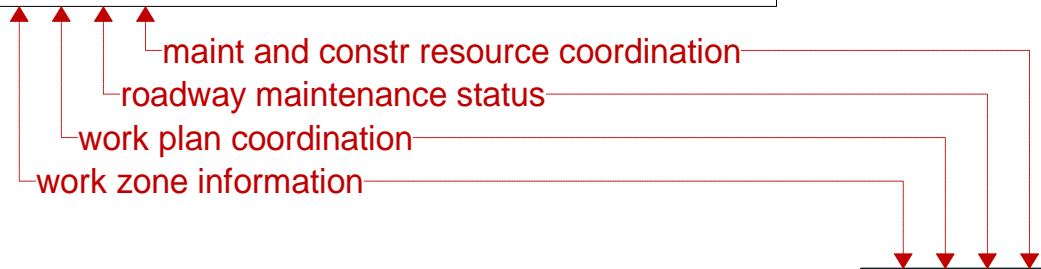 maint and constr resource coordination
roadway maintenance status
work plan coordination
work zone information